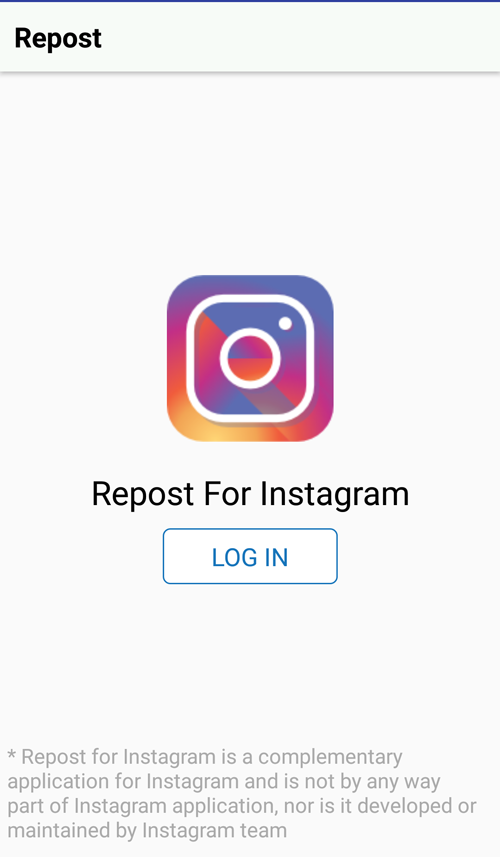 Repost
Repost For Instagram
LOG IN
* Repost for Instagram is a complementary
application for Instagram and is not by any way
part of Instagram application, nor is it developed or
maintained by Instagram team